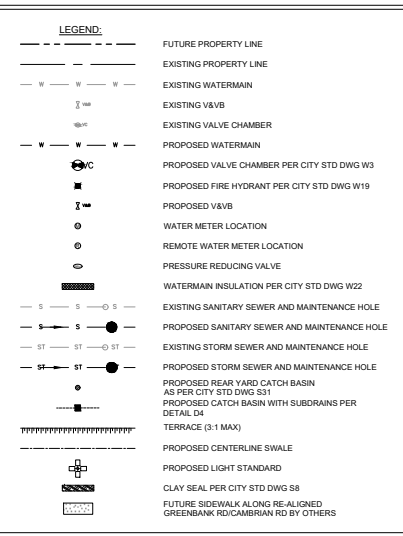 LEGEND:
FUTURE PROPERTY LINE
EXISTING PROPERTY LINE
W W W EXISTING WATERMAIN
V&VB EXISTING V&VB
VC EXISTING VALVE CHAMBER
W W W PROPOSED WATERMAIN
VC PROPOSED VALVE CHAMBER PER CITY STD DWG W3
PROPOSED FIRE HYDRANT PER CITY STD DWG W19
V&VB PROPOSED V&VB
WATER METER LOCATION
REMOTE WATER METER LOCATION
PRESSURE REDUCING VALVE
WATERMAIN INSULATION PER CITY STD DWG W22
S S S EXISTING SANITARY SEWER AND MAINTENANCE HOLE
S S PROPOSED SANITARY SEWER AND MAINTENANCE HOLE
ST ST ST EXISTING STORM SEWER AND MAINTENANCE HOLE
ST ST PROPOSED STORM SEWER AND MAINTENANCE HOLE
PROPOSED REAR YARD CATCH BASIN
AS PER CITY STD DWG S31
PROPOSED CATCH BASIN WITH SUBDRAINS PER
DETAIL D4
TERRACE (3:1 MAX)
PROPOSED CENTERLINE SWALE
PROPOSED LIGHT STANDARD
CLAY SEAL PER CITY STD DWG S8
FUTURE SIDEWALK ALONG RE-ALIGNED
GREENBANK RD/CAMBRIAN RD BY OTHERS